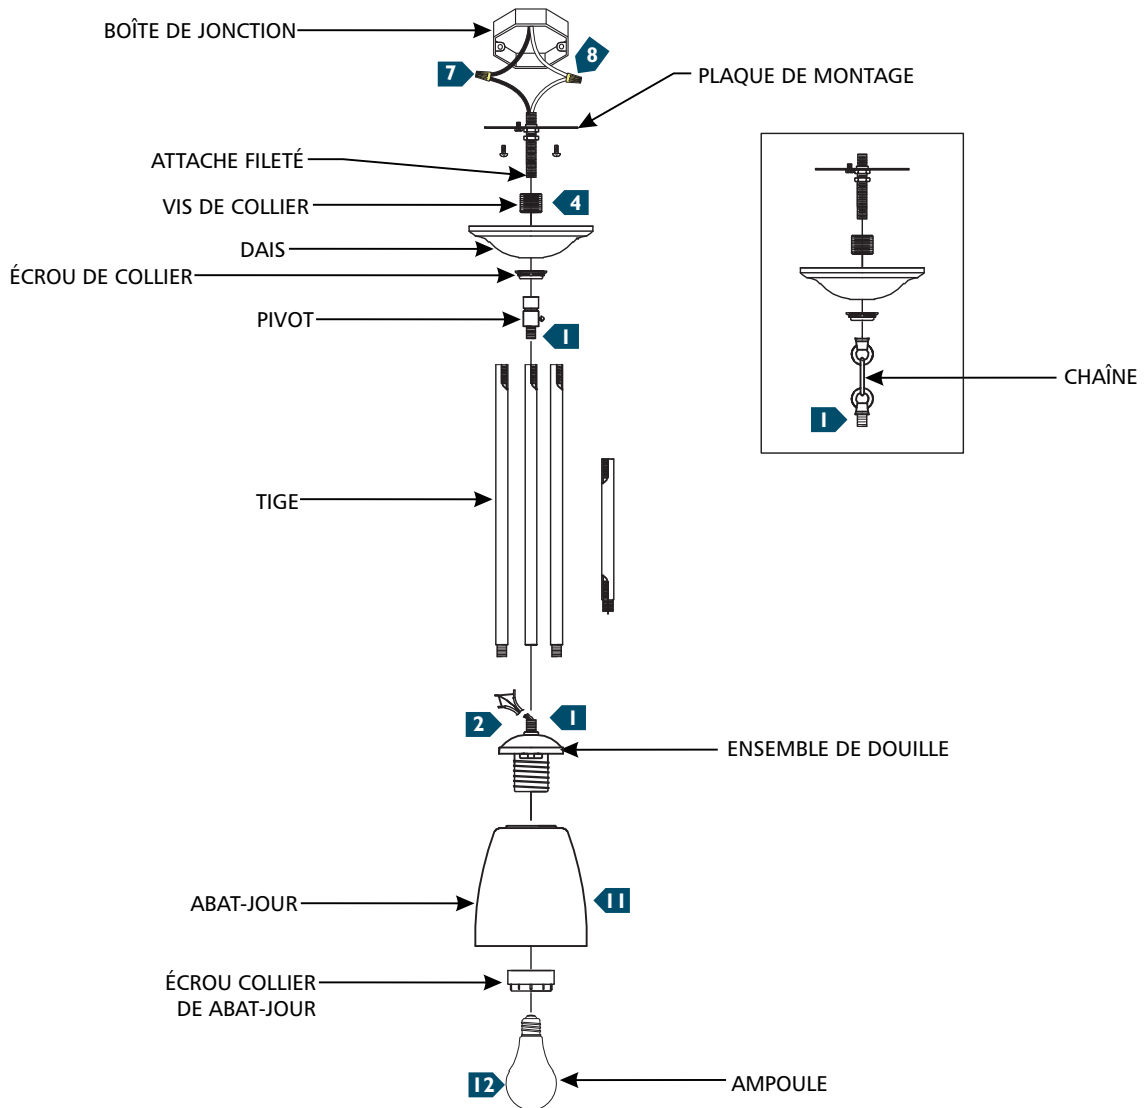 BOÎTE DE JONCTION
8
7
PLAQUE DE MONTAGE
ATTACHE FILETÉ
4
VIS DE COLLIER
DAIS
ÉCROU DE COLLIER
PIVOT
1
CHAÎNE
1
TIGE
2
1
ENSEMBLE DE DOUILLE
ABAT-JOUR
11
ÉCROU COLLIER
DE ABAT-JOUR
12
AMPOULE